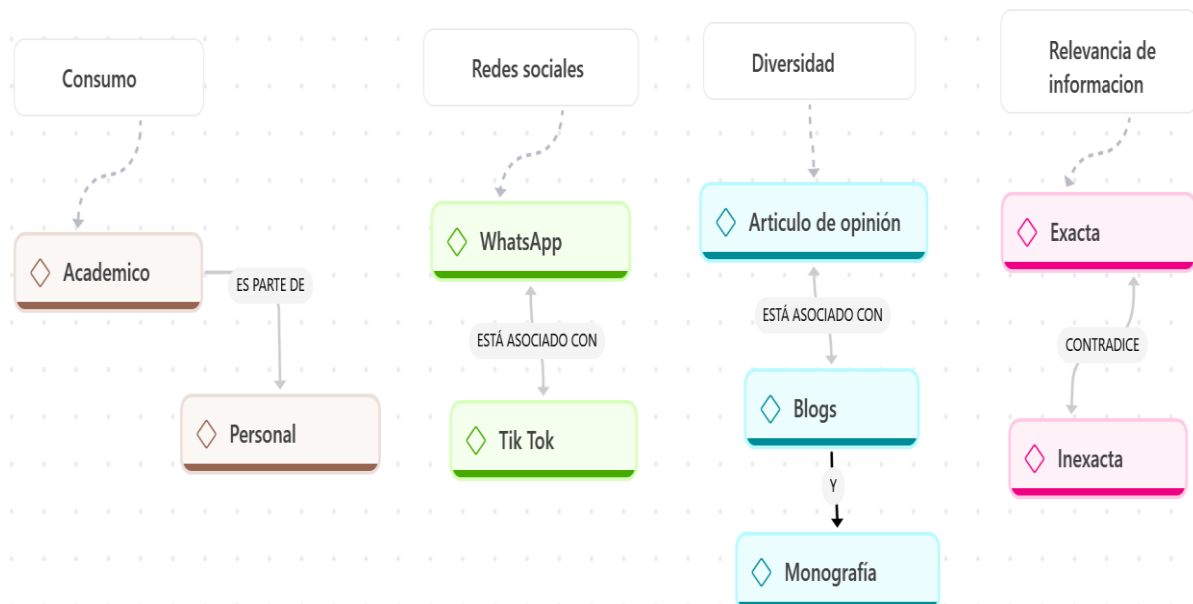 Consumo
Redes sociales
Diversidad
Relevancia de
informacion
Academico
ES PARTE DE
Personal
WhatsApp
ESTÁ ASOCIADO CON
Tik Tok
Articulo de opinión
ESTÁ ASOCIADO CON
Blogs
Y
Monografía
Exacta
CONTRADICE
Inexacta